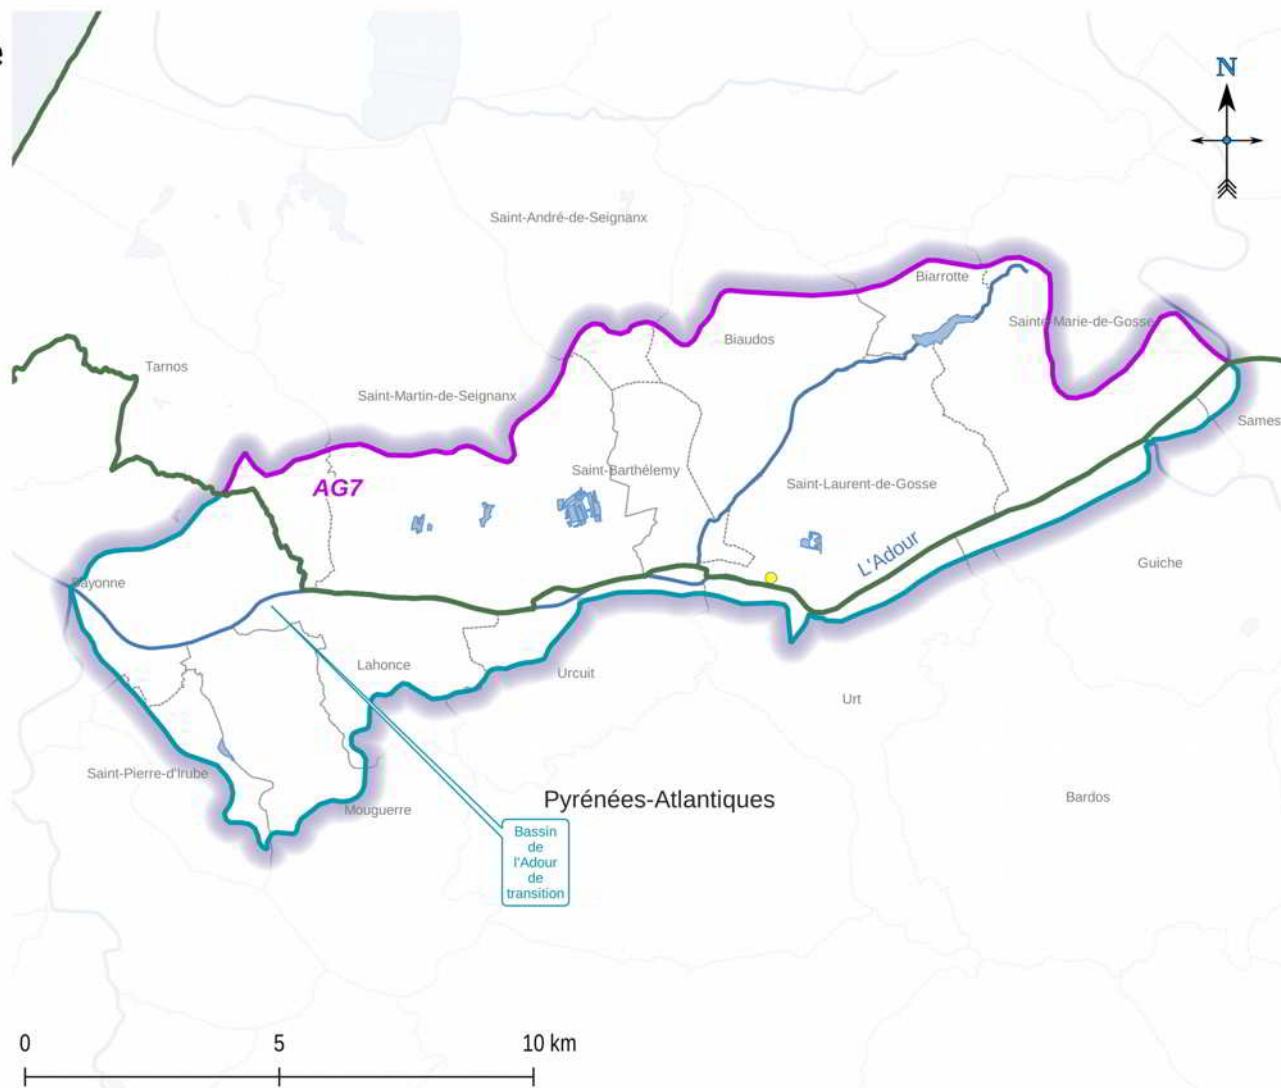 e
N
Saint-André-de-Seignanx
Biarrotte
Sainte-Marie-de-Gosse
Biaudos
Tarnos
Saint-Martin-de-Seignanx
Sames
Saint-Barthélemy
AG7
Saint-Laurent-de-Gosse
L'Adour
Guiche
Bayonne
Lahonce
Urcuit
Urt
Saint-Pierre-d'Irube
Pyrénées-Atlantiques
Bardos
Mouguerre
Bassin
de
l'Adour
de
transition
0 5 10 km